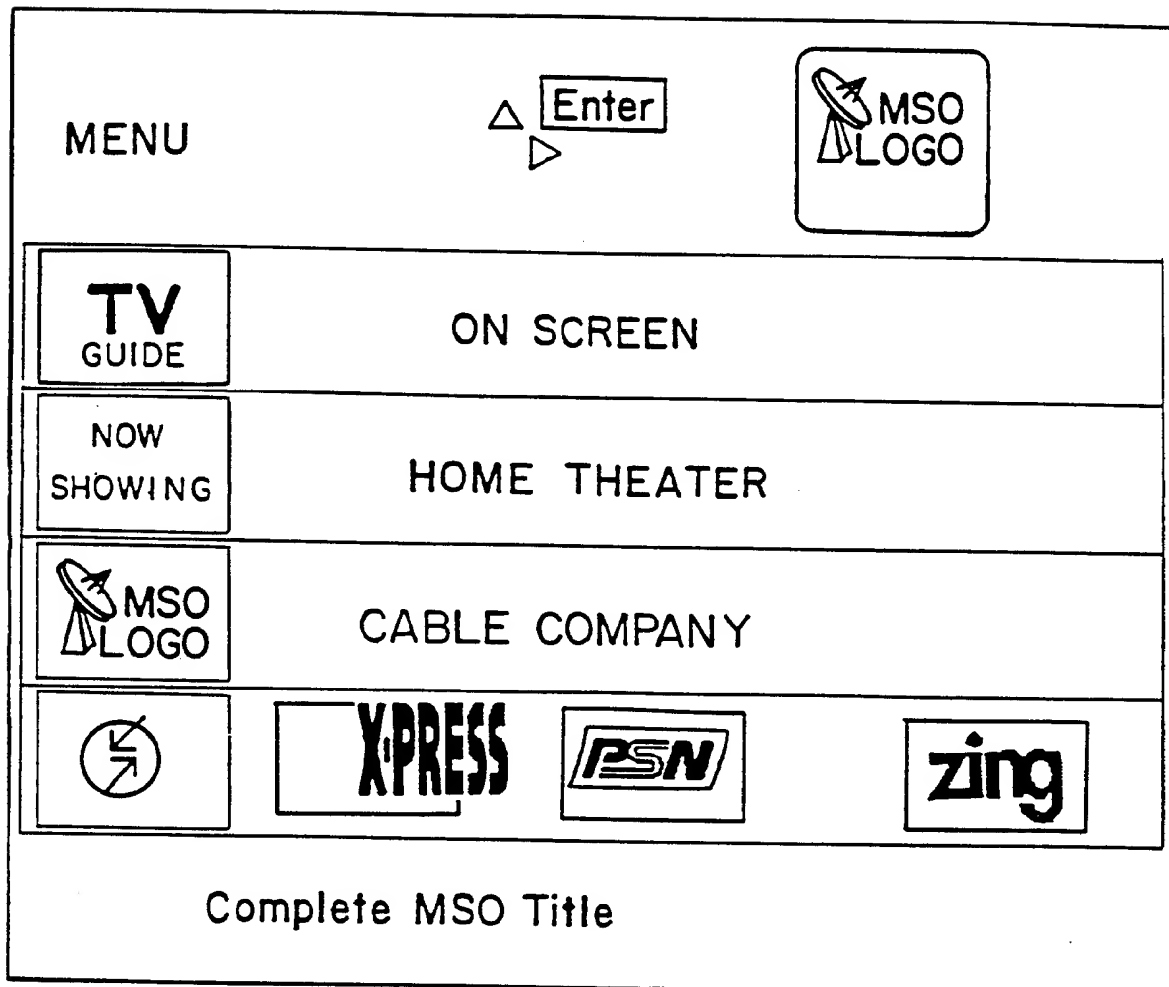 MENU
Enter
MSO
LOGO
TV
GUIDE
ON SCREEN
NOW
SHOWING
HOME THEATER
MSO
LOGO
CABLE COMPANY
X·PRESS
PSN
zing
Complete MSO Title